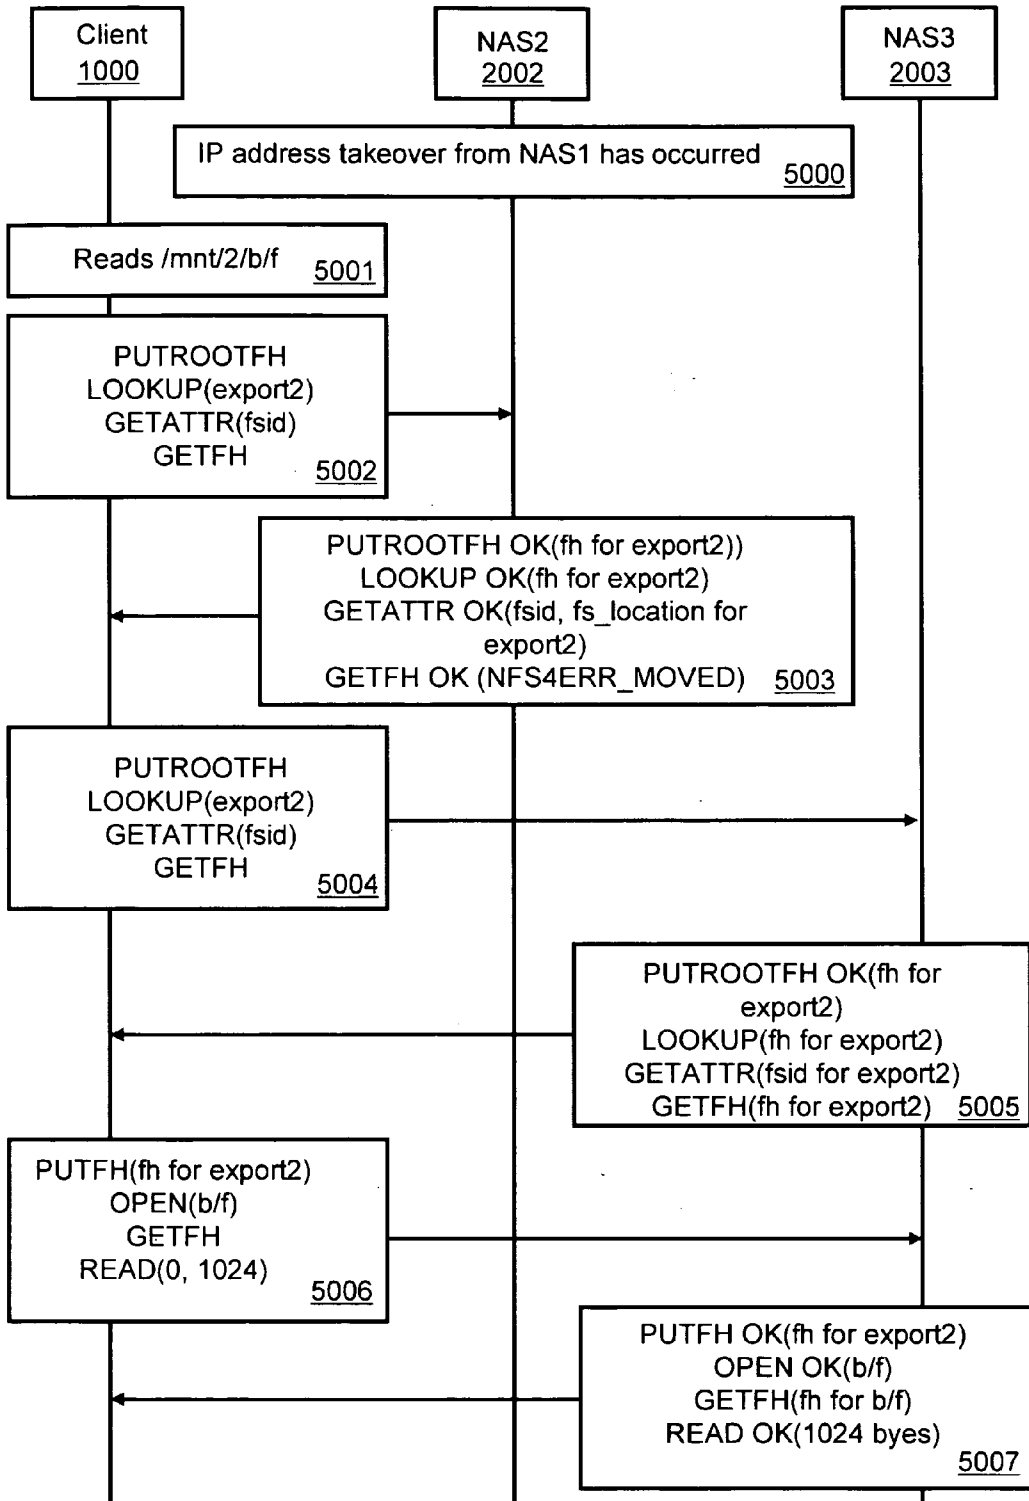 Client
1000
NAS2
2002
NAS3
2003
IP address takeover from NAS1 has occurred
5000
Reads /mnt/2/b/f
5001
PUTROOTFH
LOOKUP(export2)
GETATTR(fsid)
GETFH
5002
PUTROOTFH OK(fh for export2))
LOOKUP OK(fh for export2)
GETATTR OK(fsid, fs_location for
export2)
GETFH OK (NFS4ERR_MOVED)
5003
PUTROOTFH
LOOKUP(export2)
GETATTR(fsid)
GETFH
5004
PUTROOTFH OK(fh for
export2)
LOOKUP(fh for export2)
GETATTR(fsid for export2)
GETFH(fh for export2)
5005
PUTFH(fh for export2)
OPEN(b/f)
GETFH
READ(0, 1024)
5006
PUTFH OK(fh for export2)
OPEN OK(b/f)
GETFH(fh for b/f)
READ OK(1024 byes)
5007